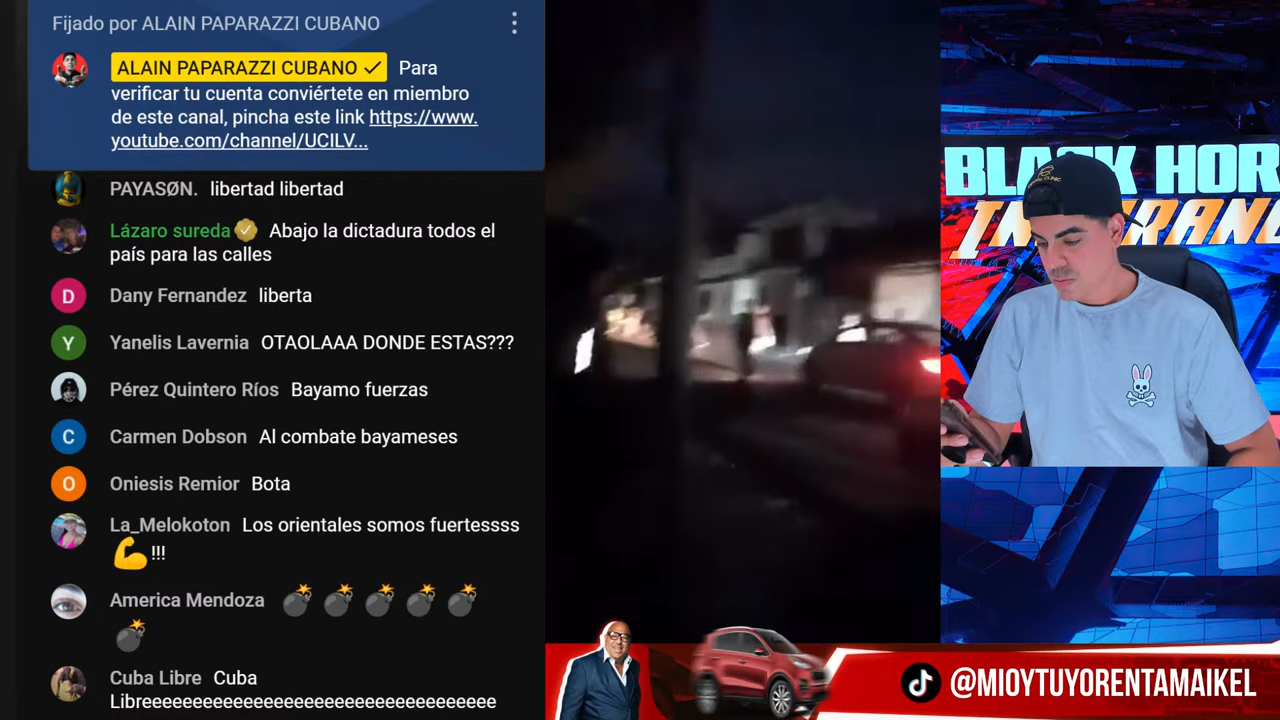 Fijado por ALAIN PAPARAZZI CUBANO
ALAIN PAPARAZZI CUBANO Para
verificar tu cuenta conviértete en miembro
de este canal, pincha este link https://www.
youtube.com/channel/UCILV...
PAYASØN. libertad libertad
Lázaro sureda Abajo la dictadura todos el
país para las calles
D Dany Fernandez liberta
Y Yanelis Lavernia OTAOLAAA DONDE ESTAS???
Pérez Quintero Ríos Bayamo fuerzas
C Carmen Dobson Al combate bayameses
O Oniesis Remior Bota
La_Melokoton Los orientales somos fuertessss
💪!!!
America Mendoza 💣 💣 💣 💣 💣
💣
Cuba Libre Cuba
Libreeeeeeeeeeeeeeeeeeeeeeeeeeeeeeeee
BLACK HOR
@MIOYTUYORENTAMAIKEL